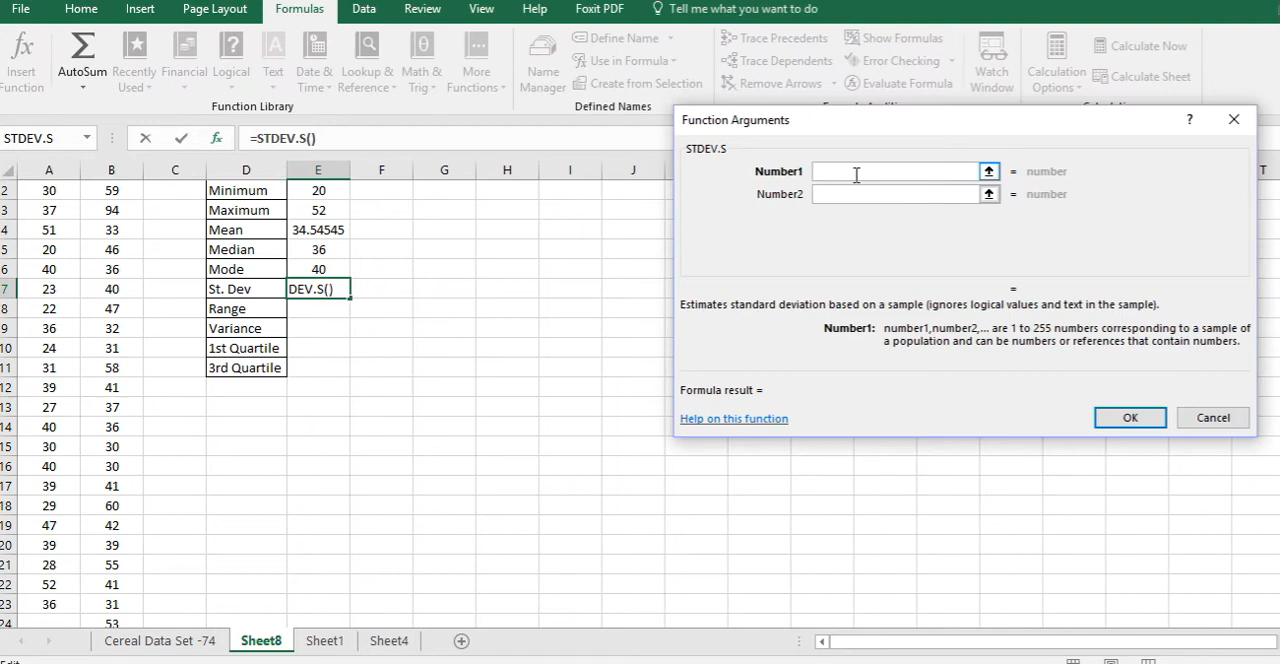 File Home Insert Page Layout Formulas Data Review View Help Foxit PDF Tell me what you want to do
fx Insert Function
Σ AutoSum
Recently Used
Financial
Logical
Text
Date & Time
Lookup & Reference
Math & Trig
More Functions
Function Library
Name Manager
Define Name
Use in Formula
Create from Selection
Defined Names
Trace Precedents
Trace Dependents
Remove Arrows
Show Formulas
Error Checking
Evaluate Formula
Watch Window
Calculation Options
Calculate Now
Calculate Sheet
STDEV.S fx =STDEV.S()
A B C D E F G H I J T
2 30 59 Minimum 20
3 37 94 Maximum 52
4 51 33 Mean 34.54545
5 20 46 Median 36
6 40 36 Mode 40
7 23 40 St. Dev DEV.S()
8 22 47 Range
9 36 32 Variance
10 24 31 1st Quartile
11 31 58 3rd Quartile
12 39 41
13 27 37
14 40 36
15 30 30
16 40 30
17 39 41
18 29 60
19 47 42
20 39 39
21 28 55
22 52 41
23 36 31
24 53
Function Arguments ?
STDEV.S
Number1 = number
Number2 = number
=
Estimates standard deviation based on a sample (ignores logical values and text in the sample).
Number1: number1,number2,... are 1 to 255 numbers corresponding to a sample of
a population and can be numbers or references that contain numbers.
Formula result =
Help on this function OK Cancel
Cereal Data Set -74 Sheet8 Sheet1 Sheet4